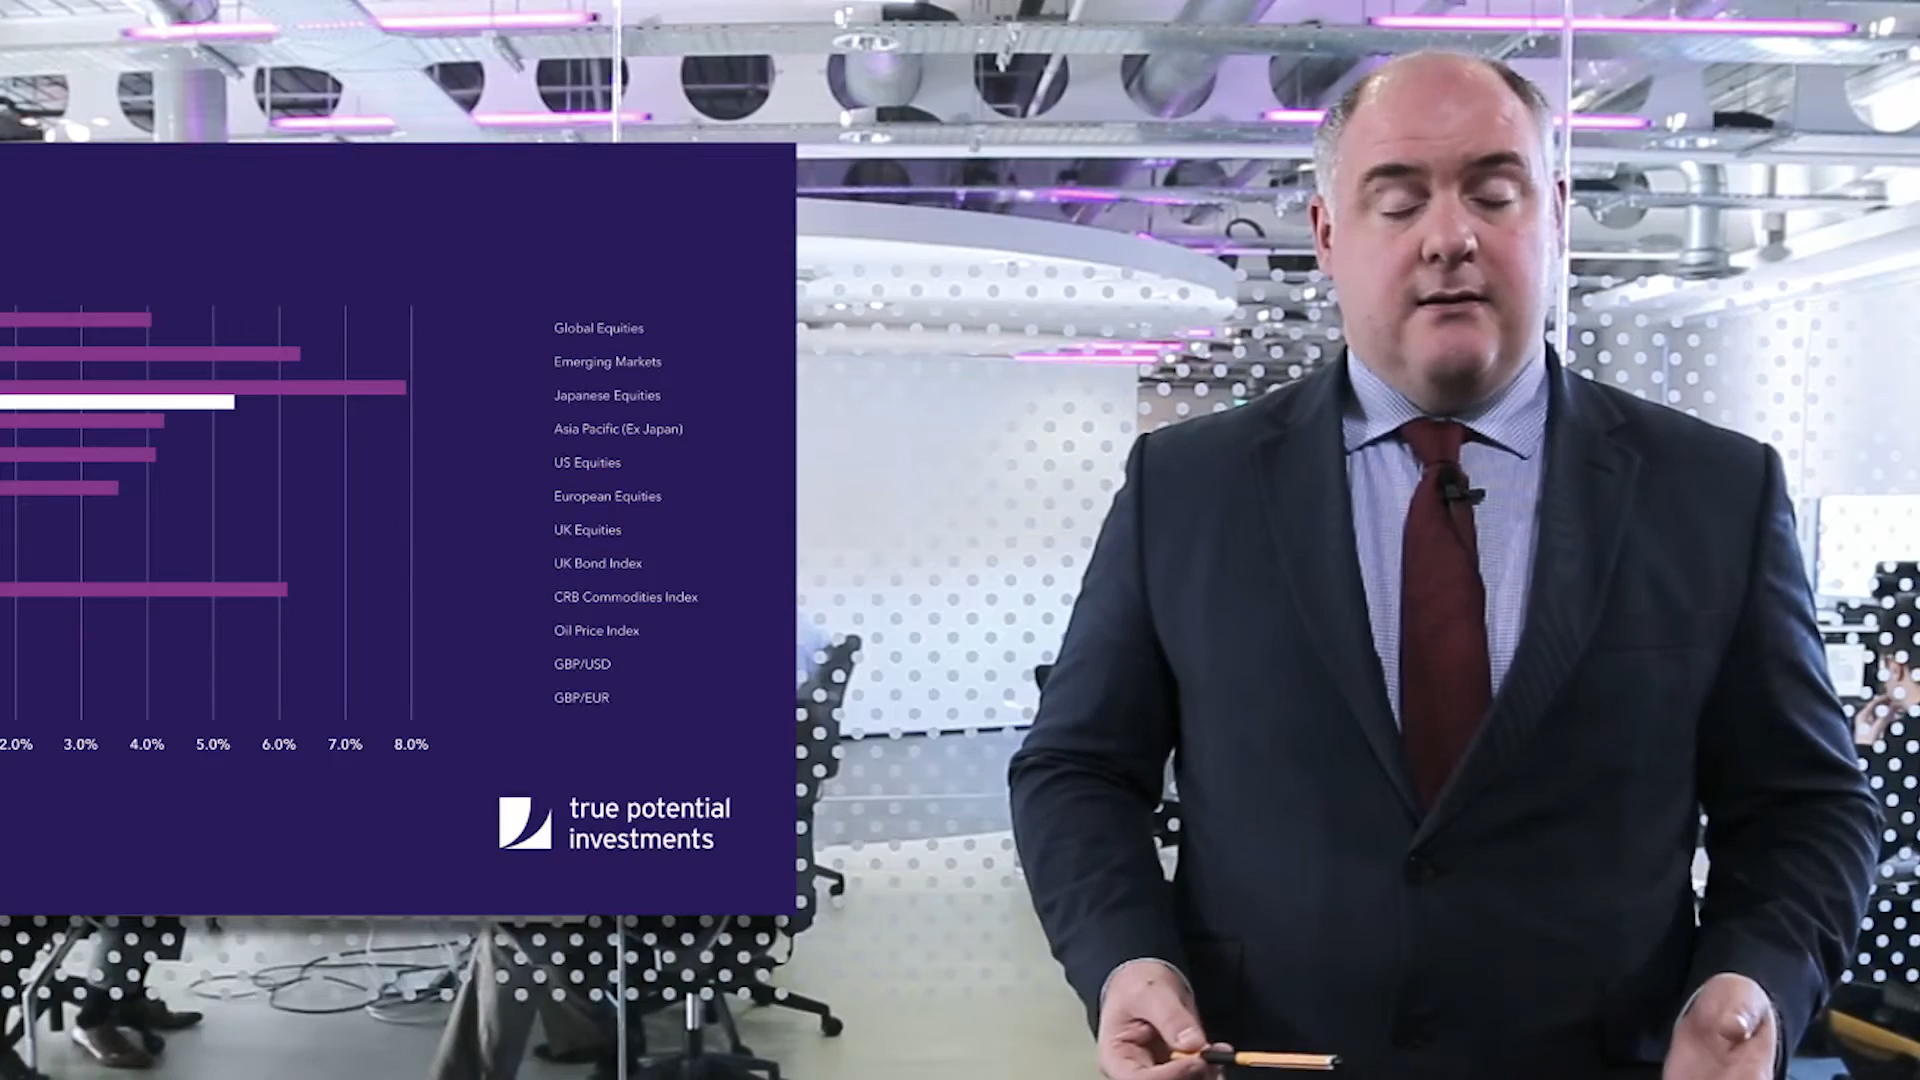 Global Equities
Emerging Markets
Japanese Equities
Asia Pacific (Ex Japan)
US Equities
European Equities
UK Equities
UK Bond Index
CRB Commodities Index
Oil Price Index
GBP/USD
GBP/EUR
2.0% 3.0% 4.0% 5.0% 6.0% 7.0% 8.0%
true potential
investments